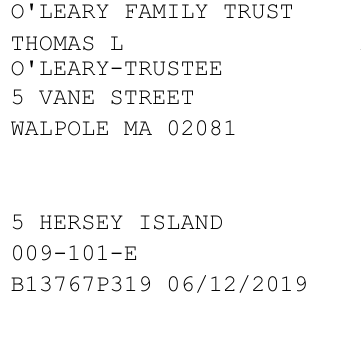 O'LEARY FAMILY TRUST
THOMAS L
O'LEARY-TRUSTEE
5 VANE STREET
WALPOLE MA 02081
5 HERSEY ISLAND
009-101-E
B13767P319 06/12/2019